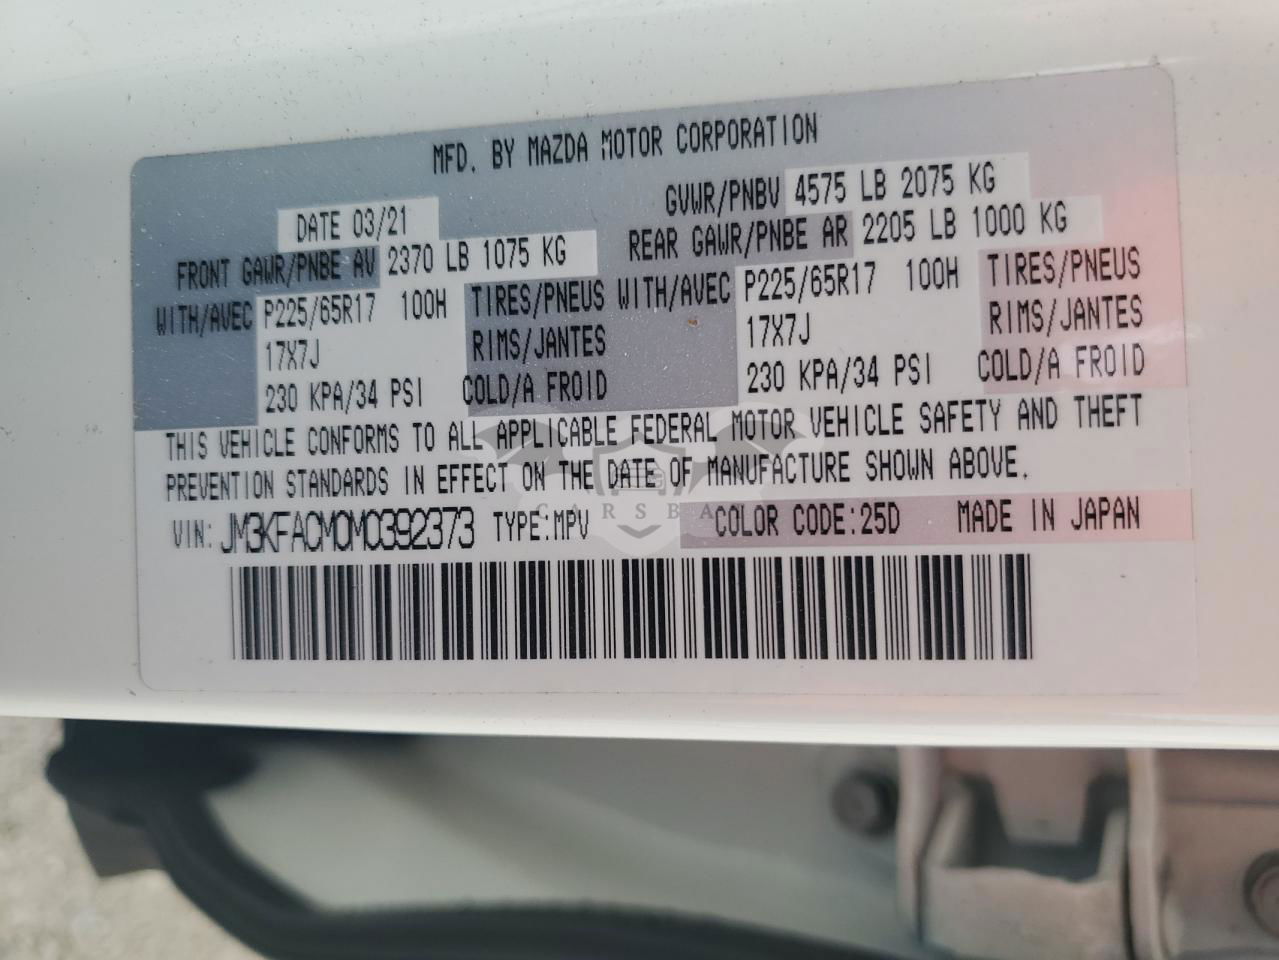 MFD. BY MAZDA MOTOR CORPORATION
DATE 03/21 GVWR/PNBV 4575 LB 2075 KG
FRONT GAWR/PNBE AV 2370 LB 1075 KG REAR GAWR/PNBE AR 2205 LB 1000 KG
WITH/AVEC P225/65R17 100H TIRES/PNEUS WITH/AVEC P225/65R17 100H TIRES/PNEUS
17X7J RIMS/JANTES 17X7J RIMS/JANTES
230 KPA/34 PSI COLD/A FROID 230 KPA/34 PSI COLD/A FROID
THIS VEHICLE CONFORMS TO ALL APPLICABLE FEDERAL MOTOR VEHICLE SAFETY AND THEFT
PREVENTION STANDARDS IN EFFECT ON THE DATE OF MANUFACTURE SHOWN ABOVE.
VIN: JM3KFACM0M0392373 TYPE:MPV COLOR CODE:25D MADE IN JAPAN